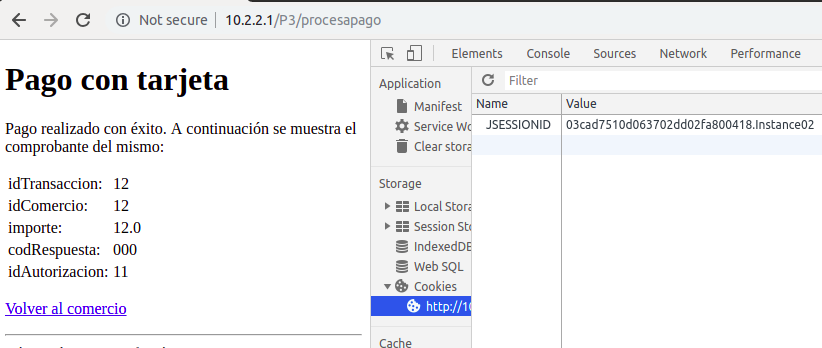 Not secure 10.2.2.1/P3/procesapago
Pago con tarjeta
Pago realizado con éxito. A continuación se muestra el
comprobante del mismo:
idTransaccion: 12
idComercio: 12
importe: 12.0
codRespuesta: 000
idAutorizacion: 11
Volver al comercio
Elements Console Sources Network Performance
Application
Manifest
Service Wo
Clear stora
Storage
Local Stora
Session Sto
IndexedDB
Web SQL
Cookies
http://10
Cache
Filter
Name Value
JSESSIONID 03cad7510d063702dd02fa800418.Instance02